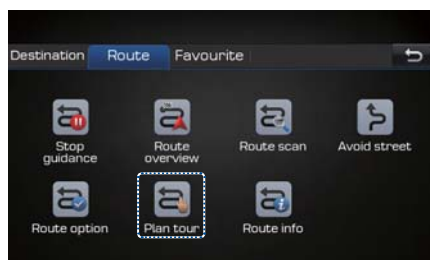 Destination Route Favourite
Stop guidance
Route overview
Route scan
Avoid street
Route option
Plan tour
Route info